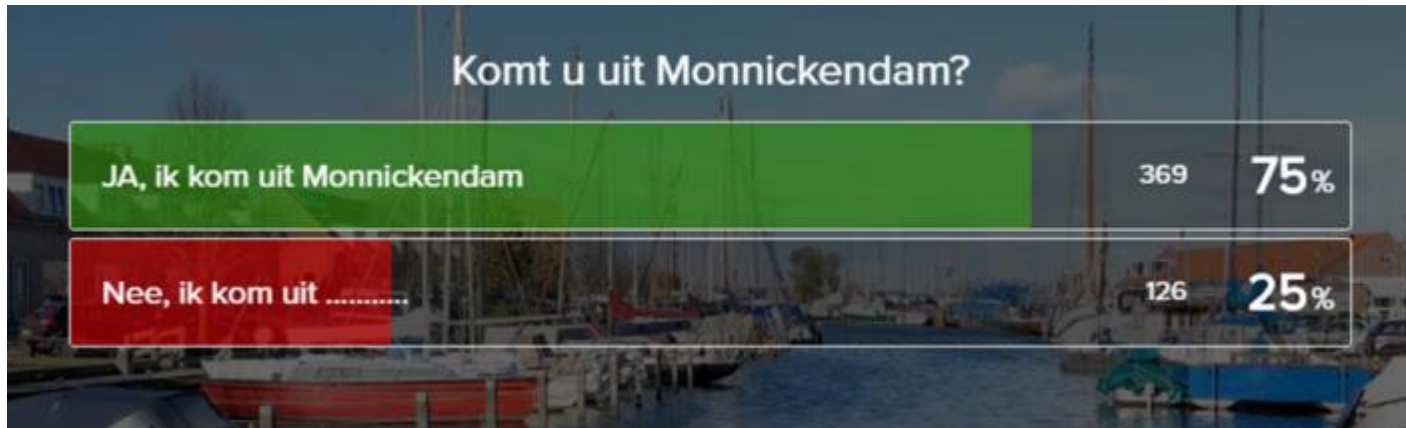 Komt u uit Monnickendam?
JA, ik kom uit Monnickendam 369 75%
Nee, ik kom uit ........... 126 25%